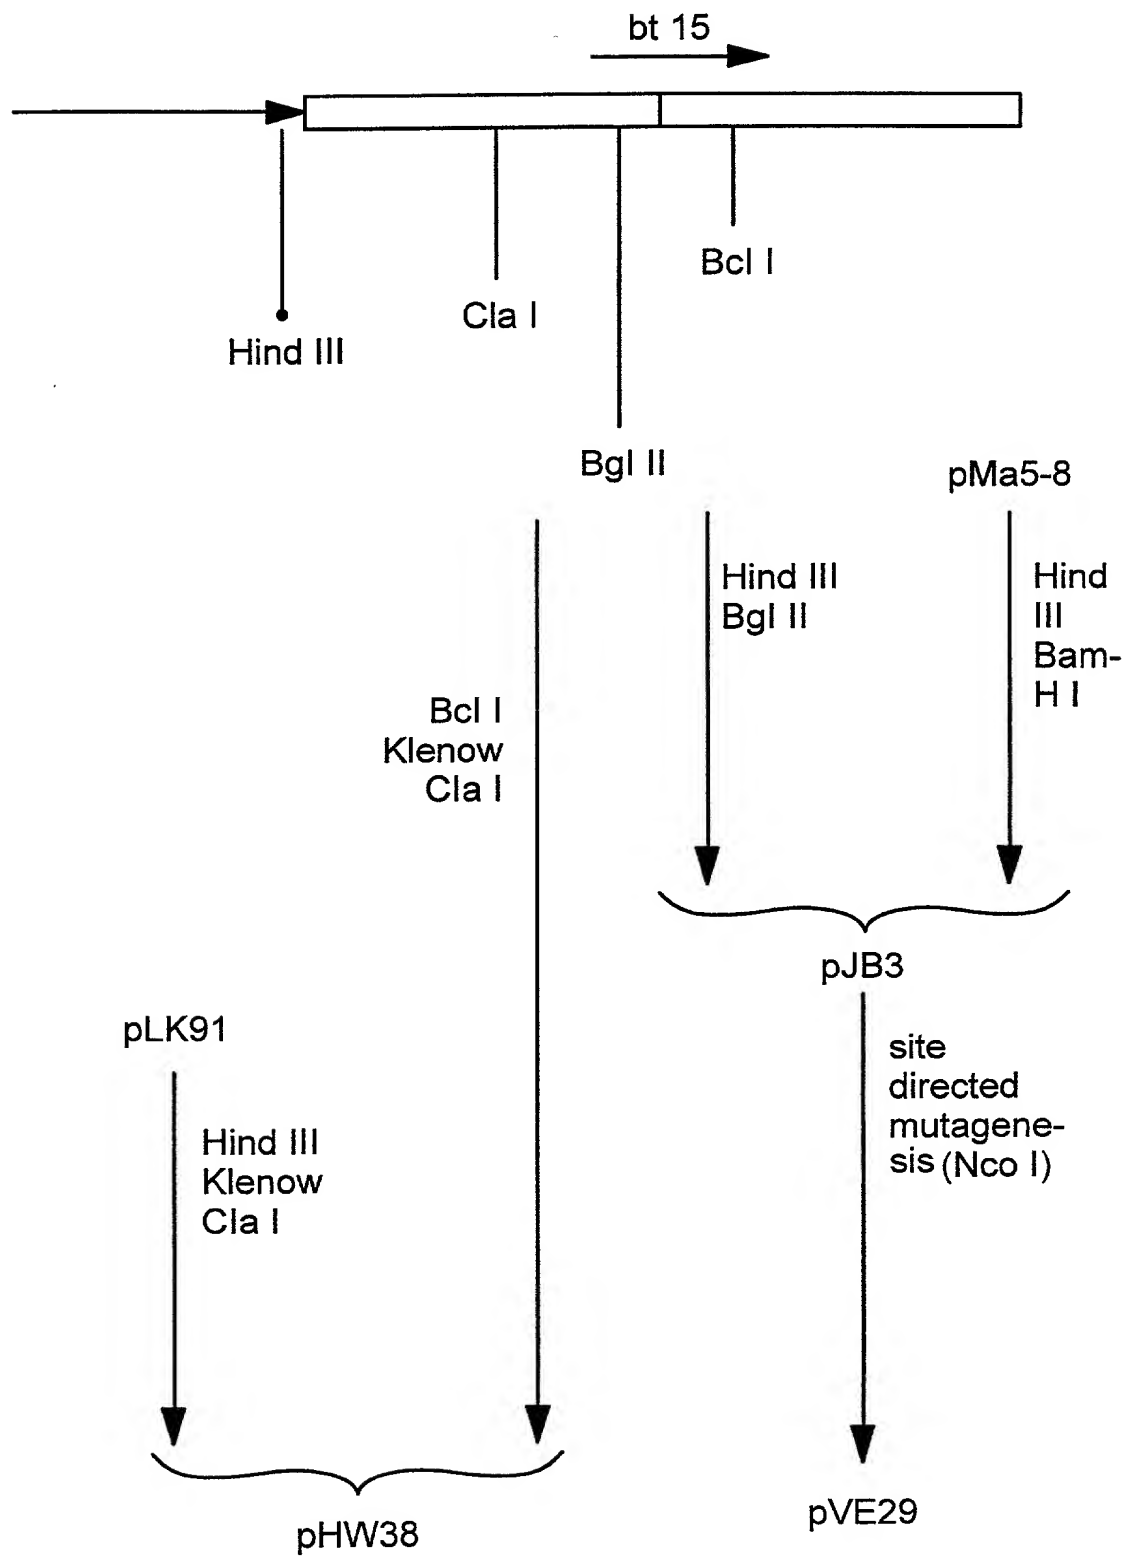 bt 15
Bcl I
Cla I
Hind III
Bgl II
pMa5-8
Hind III
Bgl II
Hind
III
Bam-
H I
Bcl I
Klenow
Cla I
pJB3
pLK91
site
directed
mutagene-
sis (Nco I)
Hind III
Klenow
Cla I
pVE29
pHW38